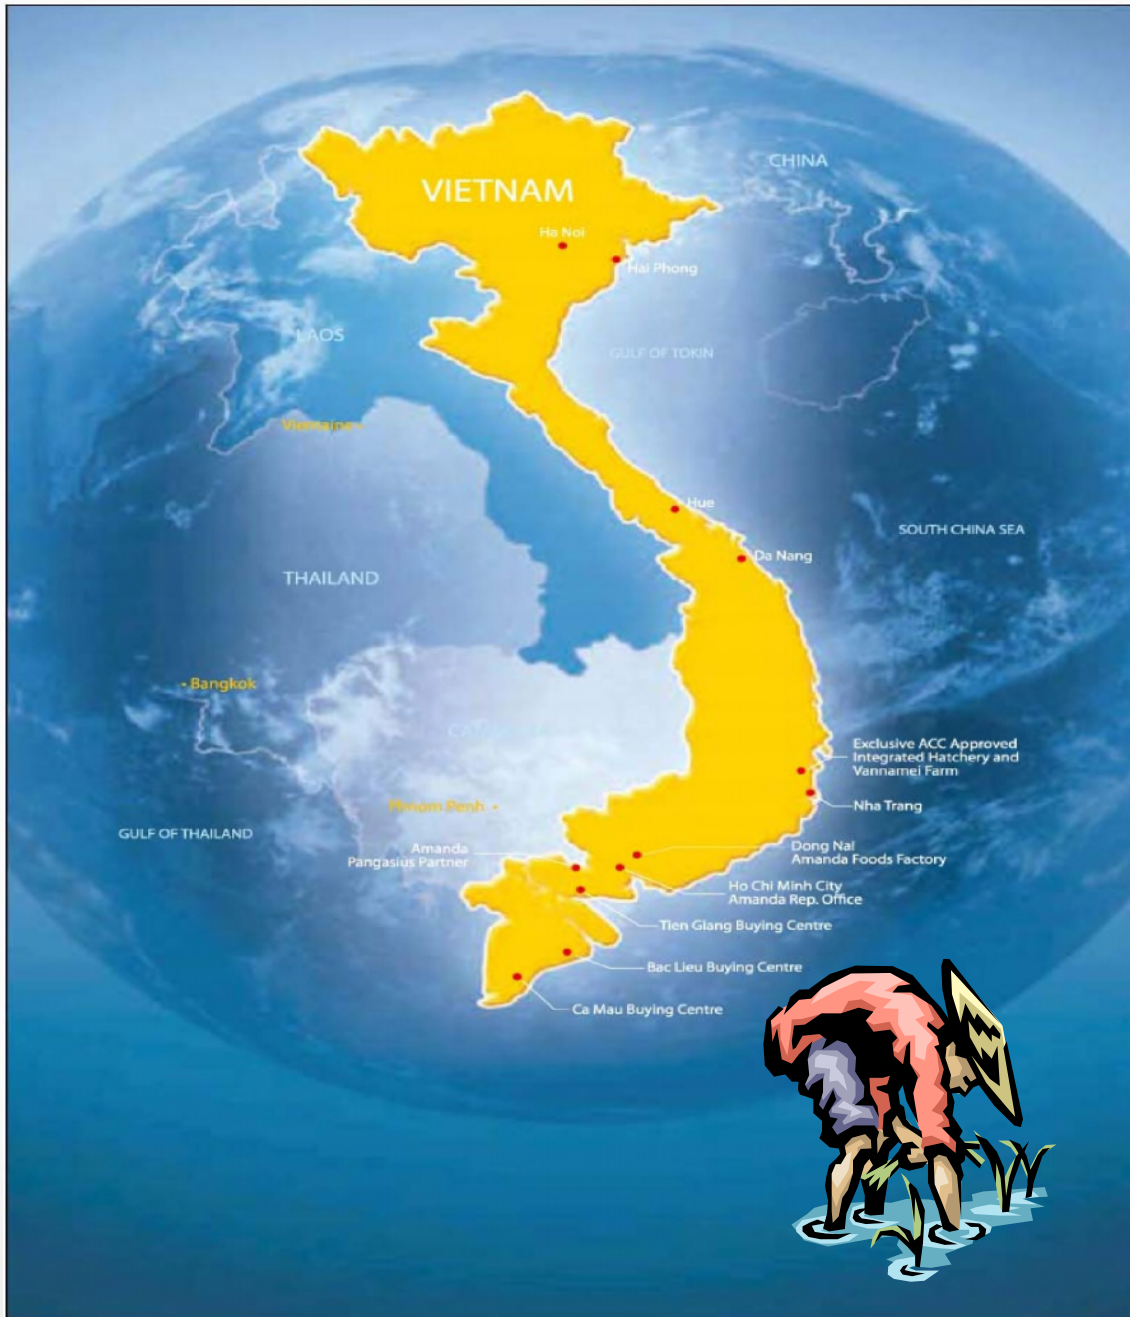 CHINA
VIETNAM
Ha Noi
Hai Phong
LAOS
GULF OF TOKIN
Hue
SOUTH CHINA SEA
Da Nang
THAILAND
• Bangkok
Exclusive ACC Approved
Integrated Hatchery and
Vannamei Farm
Nha Trang
Phnom Penh •
GULF OF THAILAND
Amanda
Pangasius Partner
Dong Nai
Amanda Foods Factory
Ho Chi Minh City
Amanda Rep. Office
Tien Giang Buying Centre
Bac Lieu Buying Centre
Ca Mau Buying Centre